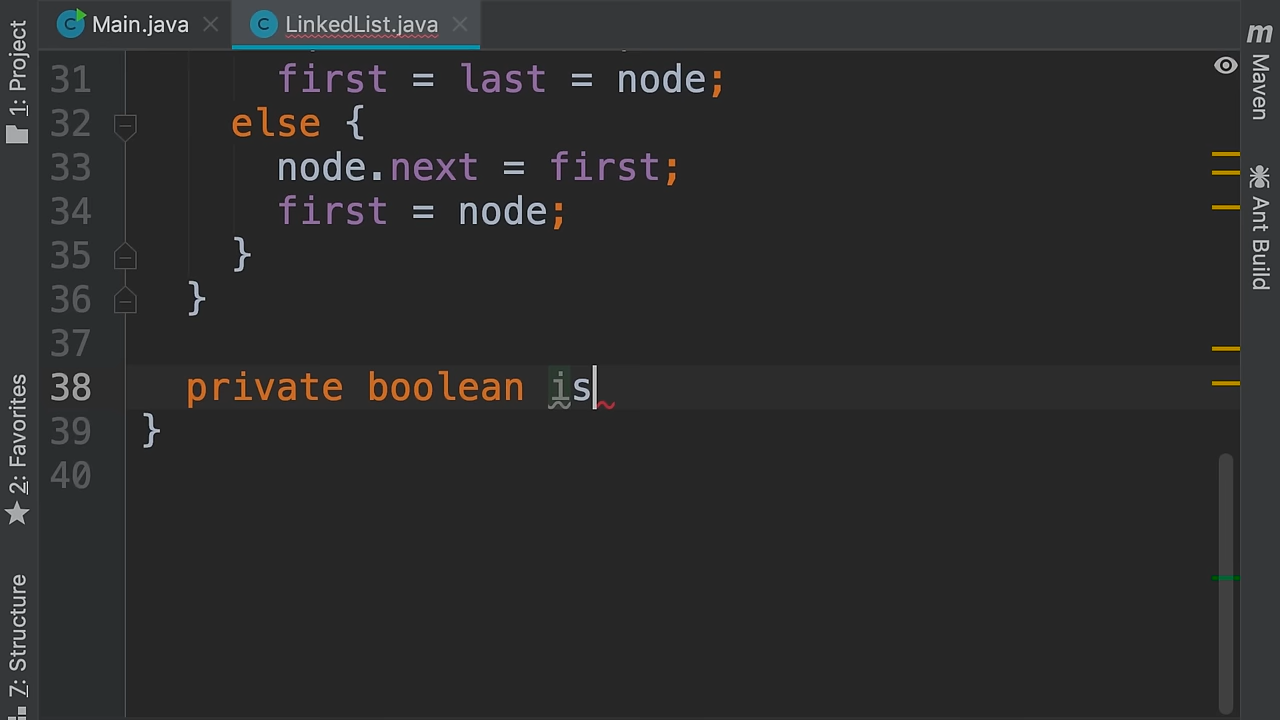 Main.java
LinkedList.java
1: Project
2: Favorites
7: Structure
31 first = last = node;
32 else {
33 node.next = first;
34 first = node;
35 }
36 }
37
38 private boolean is
39 }
40
Maven
Ant Build